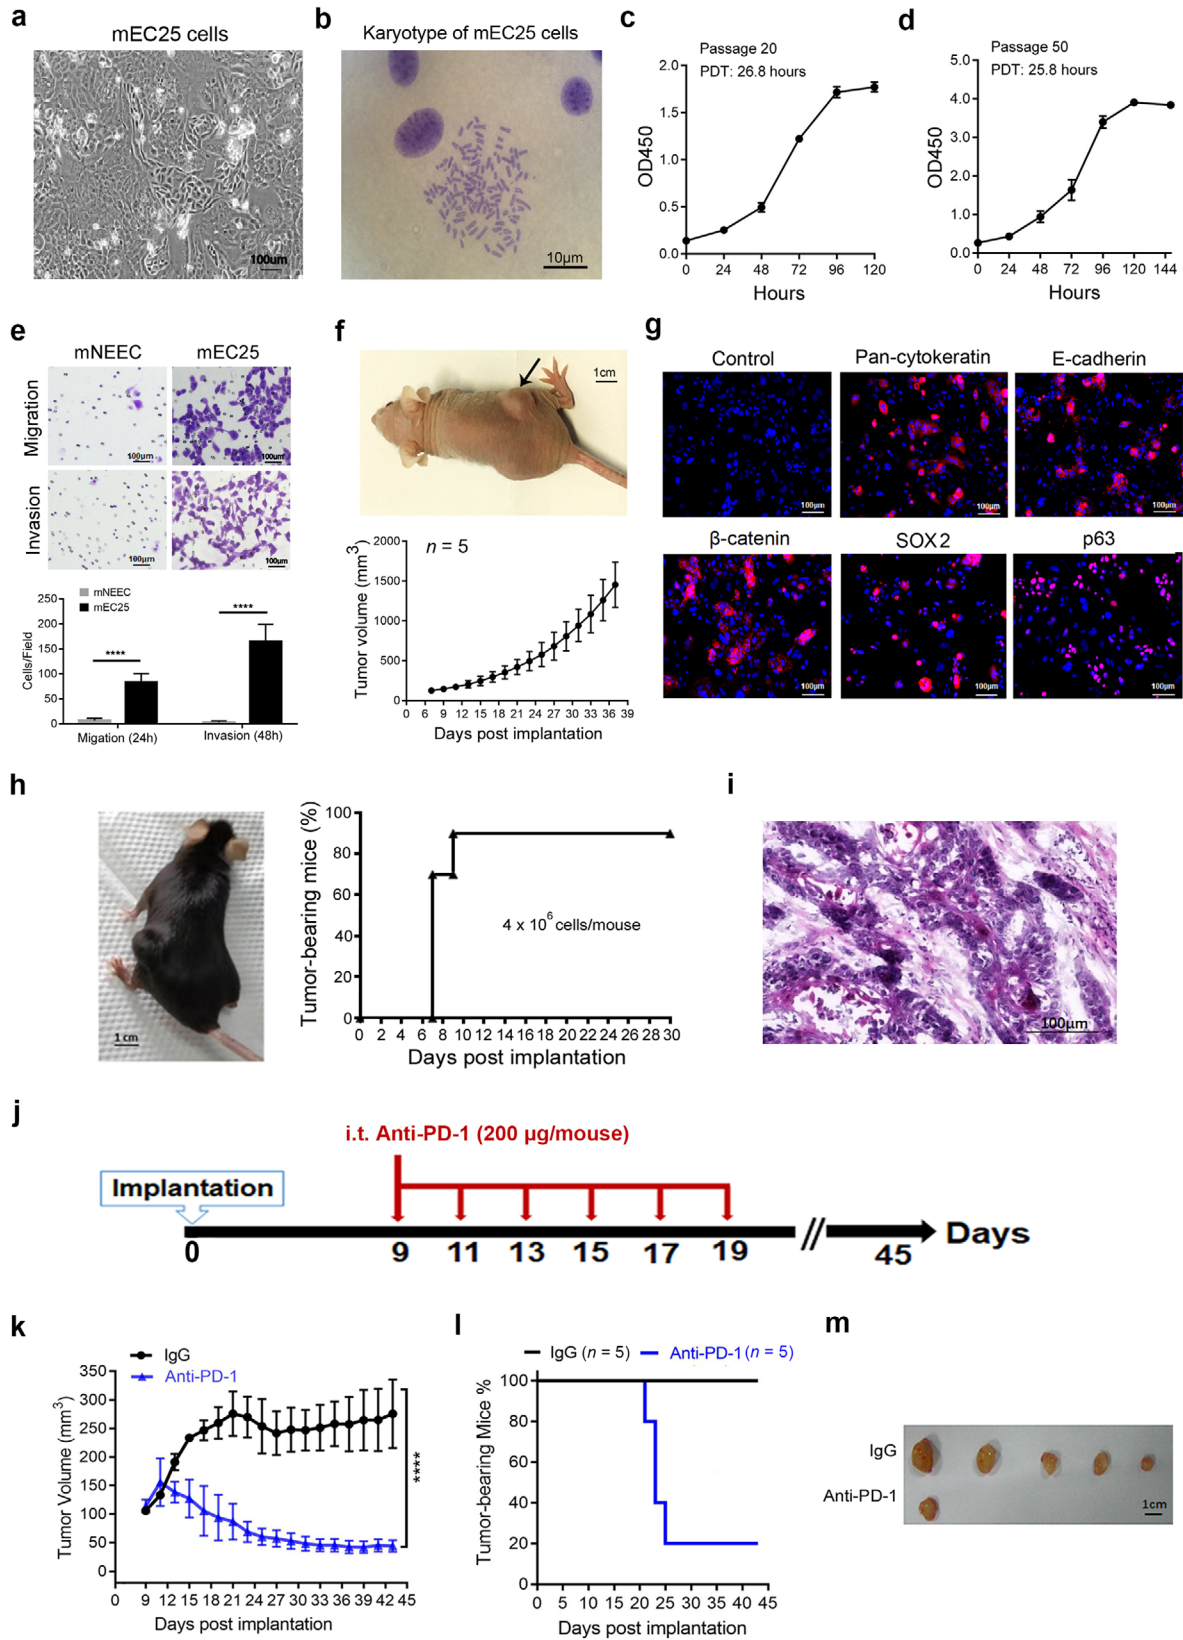 a
mEC25 cells
100um
b
Karyotype of mEC25 cells
10μm
c
Passage 20
PDT: 26.8 hours
OD450
2.0
1.5
1.0
0.5
0.0
0 24 48 72 96 120
Hours
d
Passage 50
PDT: 25.8 hours
OD450
5.0
4.0
3.0
2.0
1.0
0.0
0 24 48 72 96 120 144
Hours
e
mNEEC mEC25
Migration
100μm 100μm
Invasion
100μm 100μm
mNEEC
mEC25
Cells/Field
250
200
150
100
50
0
****
****
Migation (24h) Invasion (48h)
f
1cm
n = 5
Tumor volume (mm3)
2000
1500
1000
500
0
0 3 6 9 12 15 18 21 24 27 30 33 36 39
Days post implantation
g
Control Pan-cytokeratin E-cadherin
100μm 100μm 100μm
β-catenin SOX2 p63
100μm 100μm 100μm
h
1 cm
Tumor-bearing mice (%)
100
80
60
40
20
0
4 x 106 cells/mouse
0 2 4 6 8 10 12 14 16 18 20 22 24 26 28 30
Days post implantation
i
100μm
j
i.t. Anti-PD-1 (200 μg/mouse)
Implantation
0 9 11 13 15 17 19 45 Days
k
IgG
Anti-PD-1
Tumor Volume (mm3)
350
300
250
200
150
100
50
0
****
0 9 12 15 18 21 24 27 30 33 36 39 42 45
Days post implantation
l
IgG (n = 5) Anti-PD-1 (n = 5)
Tumor-bearing Mice %
100
80
60
40
20
0
0 5 10 15 20 25 30 35 40 45
Days post implantation
m
IgG
Anti-PD-1
1cm